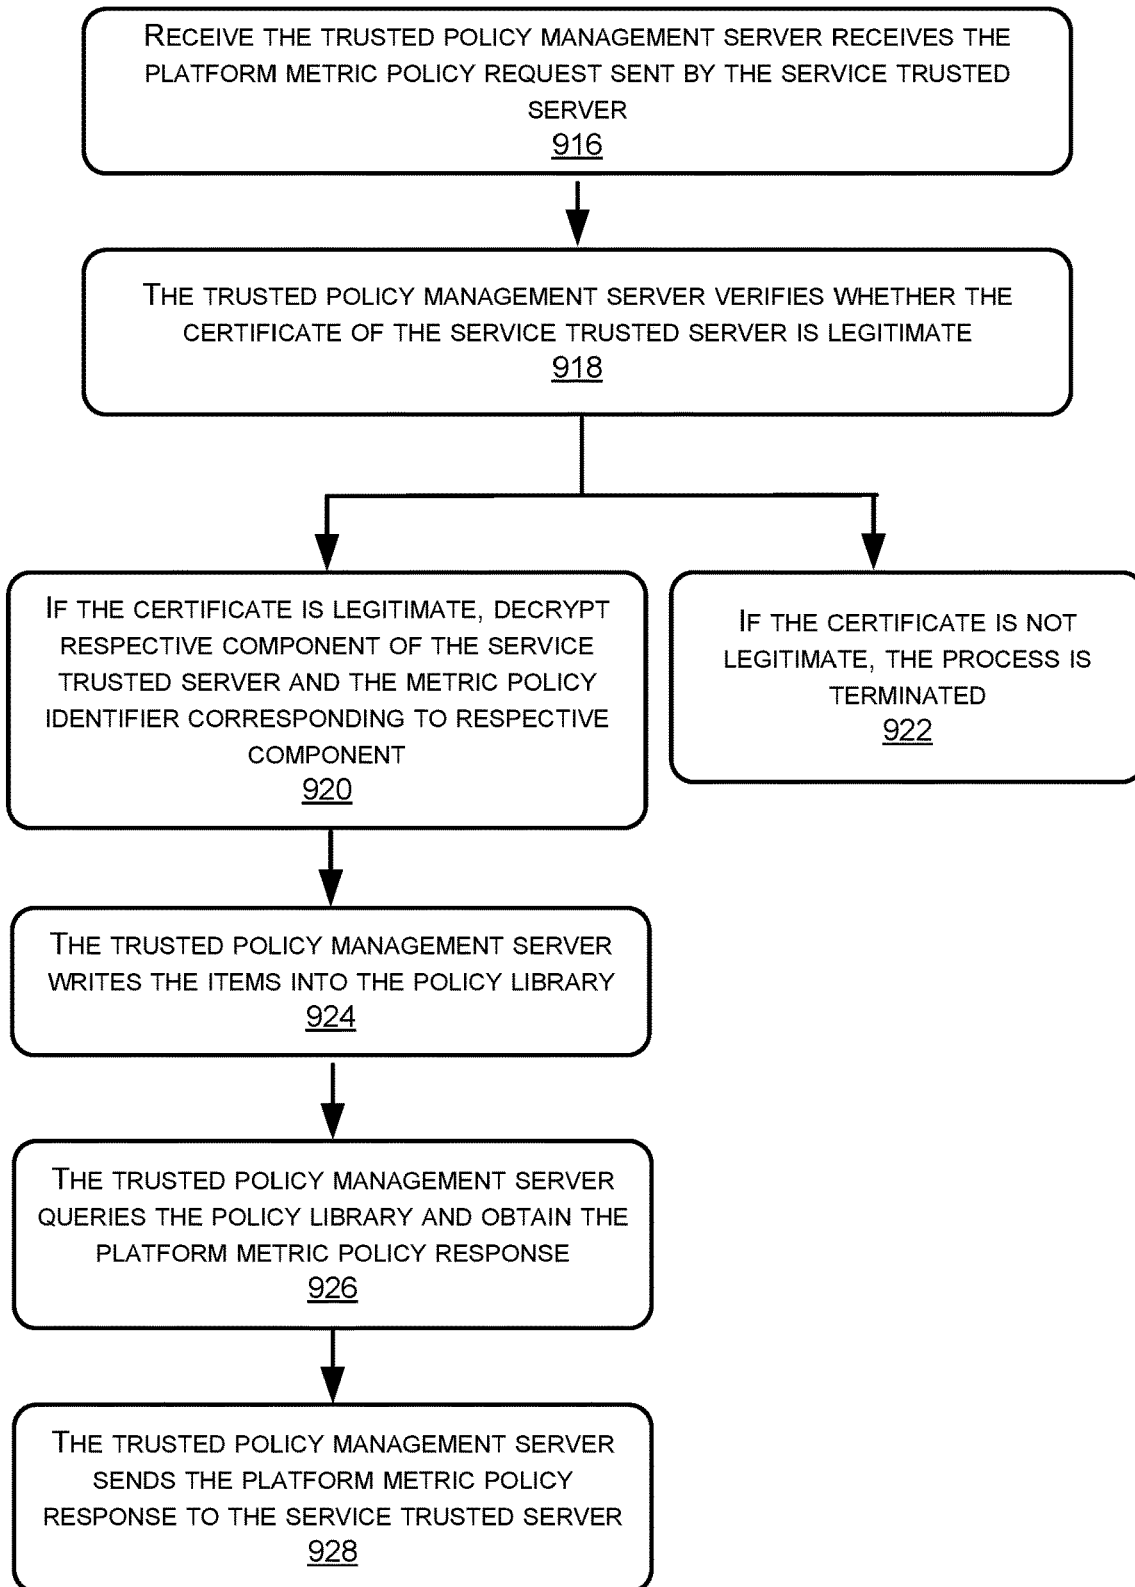 RECEIVE THE TRUSTED POLICY MANAGEMENT SERVER RECEIVES THE
PLATFORM METRIC POLICY REQUEST SENT BY THE SERVICE TRUSTED
SERVER
916
THE TRUSTED POLICY MANAGEMENT SERVER VERIFIES WHETHER THE
CERTIFICATE OF THE SERVICE TRUSTED SERVER IS LEGITIMATE
918
IF THE CERTIFICATE IS LEGITIMATE, DECRYPT
RESPECTIVE COMPONENT OF THE SERVICE
TRUSTED SERVER AND THE METRIC POLICY
IDENTIFIER CORRESPONDING TO RESPECTIVE
COMPONENT
920
IF THE CERTIFICATE IS NOT
LEGITIMATE, THE PROCESS IS
TERMINATED
922
THE TRUSTED POLICY MANAGEMENT SERVER
WRITES THE ITEMS INTO THE POLICY LIBRARY
924
THE TRUSTED POLICY MANAGEMENT SERVER
QUERIES THE POLICY LIBRARY AND OBTAIN THE
PLATFORM METRIC POLICY RESPONSE
926
THE TRUSTED POLICY MANAGEMENT SERVER
SENDS THE PLATFORM METRIC POLICY
RESPONSE TO THE SERVICE TRUSTED SERVER
928